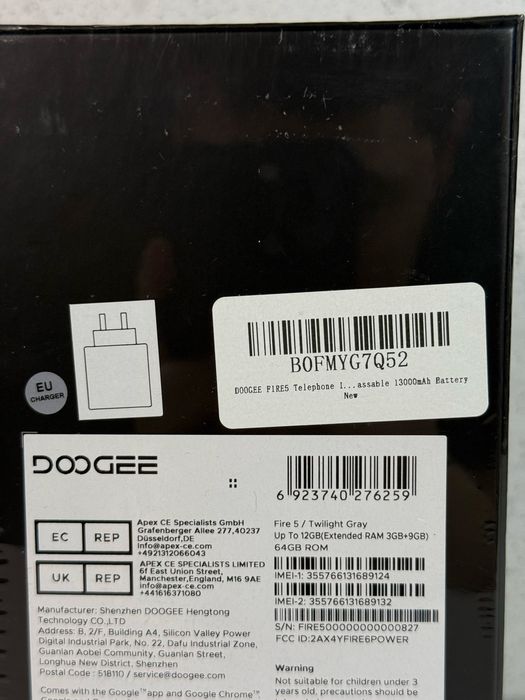 EU
CHARGER
B0FMYG7Q52
DOOGEE FIRE5 Telephone I...assable 13000mAh Battery
New
DOOGEE
6 923740 276259
EC REP
Apex CE Specialists GmbH
Grafenberger Allee 277,40237
Düsseldorf,DE
Info@apex-ce.com
+4921312066043
UK REP
APEX CE SPECIALISTS LIMITED
6f East Union Street,
Manchester,England, M16 9AE
info@apex-ce.com
+441616371080
Manufacturer: Shenzhen DOOGEE Hengtong
Technology CO.,LTD
Address: B, 2/F, Building A4, Silicon Valley Power
Digital Industrial Park, No. 22, Dafu Industrial Zone,
Guanlan Aobei Community, Guanlan Street,
Longhua New District, Shenzhen
Postal Code : 518110 / service@doogee.com
Comes with the Google™app and Google Chrome™
Fire 5 / Twilight Gray
Up To 12GB(Extended RAM 3GB+9GB)
64GB ROM
IMEI-1: 355766131689124
IMEI-2: 355766131689132
S/N: FIRE50000000000827
FCC ID:2AX4YFIRE6POWER
Warning
Not suitable for children under 3
years old, precautions should be